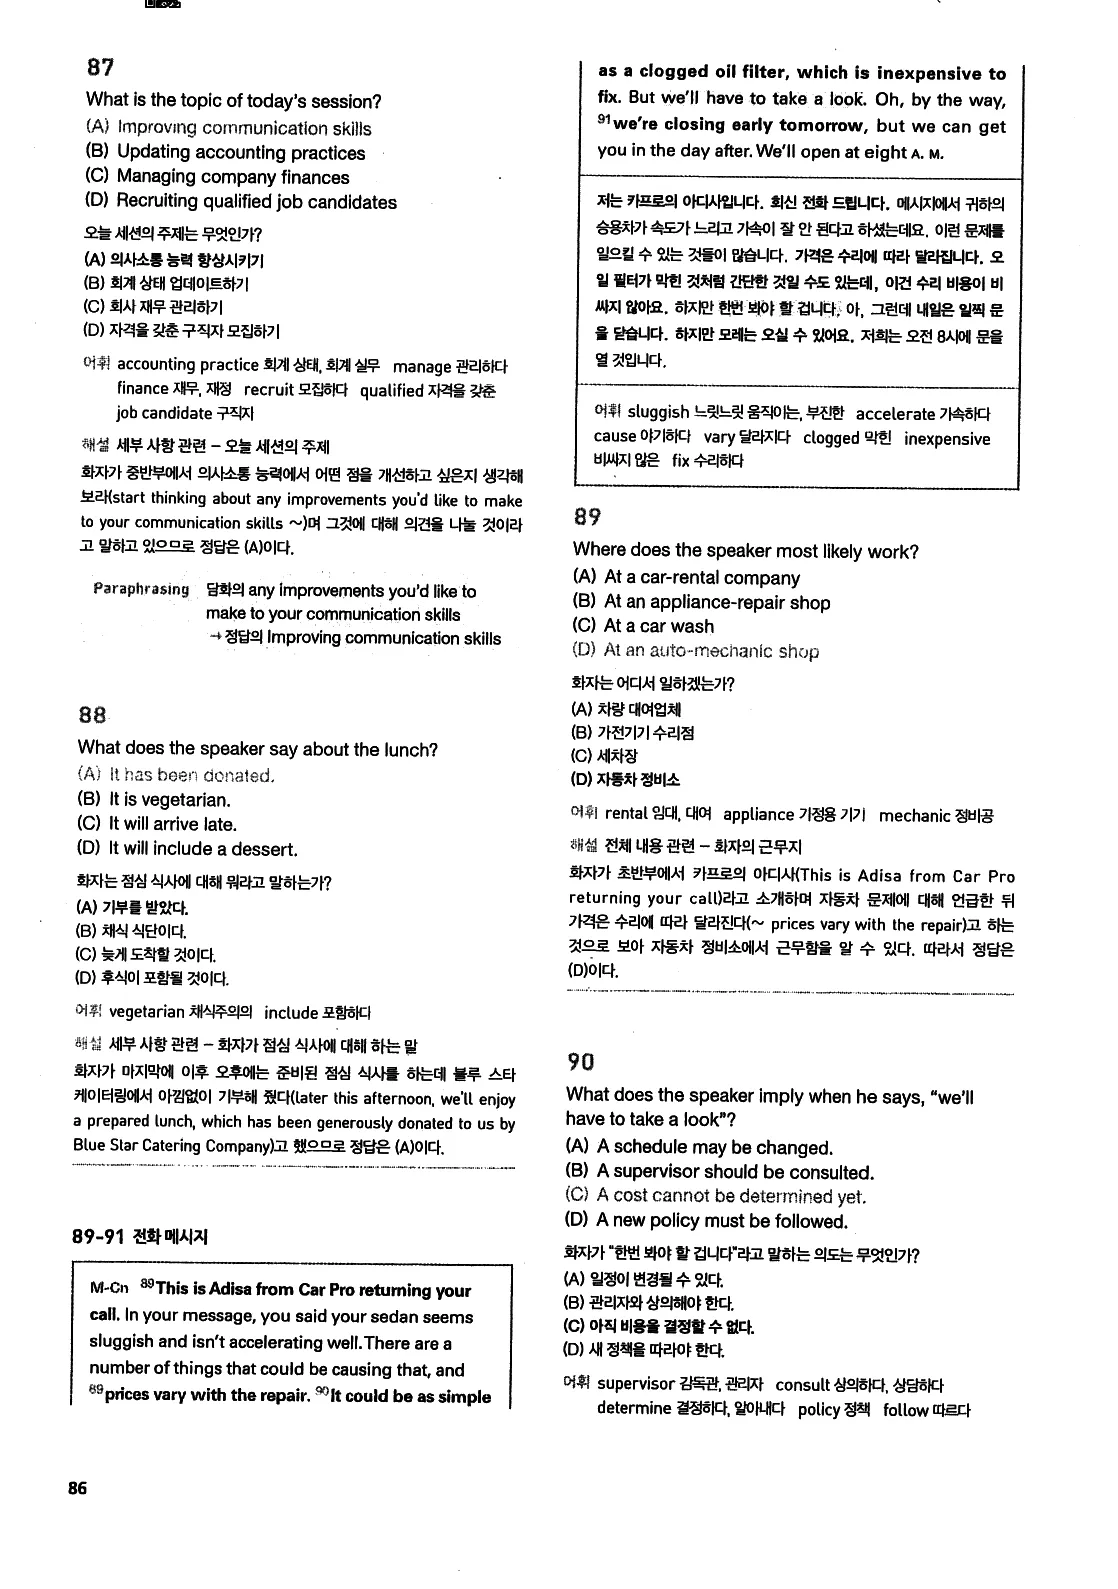 87
What is the topic of today's session?
(A) Improving communication skills
(B) Updating accounting practices
(C) Managing company finances
(D) Recruiting qualified job candidates
오늘 세션의 주제는 무엇인가?
(A) 의사소통 능력 향상시키기
(B) 회계 상태 업데이트하기
(C) 회사 재무 관리하기
(D) 자격을 갖춘 구직자 모집하기
어휘 accounting practice 회계 상태, 회계 실무 manage 관리하다
finance 재무, 재정 recruit 모집하다 qualified 자격을 갖춘
job candidate 구직자
해설 세부 사항 관련 – 오늘 세션의 주제
화자가 중반부에서 의사소통 능력에서 어떤 점을 개선하고 싶은지 생각해
보라(start thinking about any improvements you'd like to make
to your communication skills ~)며 그것에 대해 의견을 나눌 것이라
고 말하고 있으므로 정답은 (A)이다.
Paraphrasing 담화의 any improvements you'd like to
make to your communication skills
→ 정답의 Improving communication skills
88
What does the speaker say about the lunch?
(A) It has been donated.
(B) It is vegetarian.
(C) It will arrive late.
(D) It will include a dessert.
화자는 점심 식사에 대해 뭐라고 말하는가?
(A) 기부를 받았다.
(B) 채식 식단이다.
(C) 늦게 도착할 것이다.
(D) 후식이 포함될 것이다.
어휘 vegetarian 채식주의의 include 포함하다
해설 세부 사항 관련 – 화자가 점심 식사에 대해 하는 말
화자가 마지막에 이후 오후에는 준비된 점심 식사를 하는데 블루 스타
케이터링에서 아낌없이 기부해 줬다(Later this afternoon, we'll enjoy
a prepared lunch, which has been generously donated to us by
Blue Star Catering Company)고 했으므로 정답은 (A)이다.
89-91 전화 메시지
M-Cn 89This is Adisa from Car Pro returning your
call. In your message, you said your sedan seems
sluggish and isn't accelerating well. There are a
number of things that could be causing that, and
89prices vary with the repair. 90It could be as simple
as a clogged oil filter, which is inexpensive to
fix. But we'll have to take a look. Oh, by the way,
91we're closing early tomorrow, but we can get
you in the day after. We'll open at eight A. M.
저는 카프로의 아디사입니다. 회신 전화 드립니다. 메시지에서 귀하의
승용차가 속도가 느리고 가속이 잘 안 된다고 하셨는데요. 이런 문제를
일으킬 수 있는 것들이 많습니다. 가격은 수리에 따라 달라집니다. 오
일 필터가 막힌 것처럼 간단한 것일 수도 있는데, 이건 수리 비용이 비
싸지 않아요. 하지만 한번 봐야 할 겁니다. 아, 그런데 내일은 일찍 문
을 닫습니다. 하지만 모레는 오실 수 있어요. 저희는 오전 8시에 문을
열 것입니다.
어휘 sluggish 느릿느릿 움직이는, 부진한 accelerate 가속하다
cause 야기하다 vary 달라지다 clogged 막힌 inexpensive
비싸지 않은 fix 수리하다
89
Where does the speaker most likely work?
(A) At a car-rental company
(B) At an appliance-repair shop
(C) At a car wash
(D) At an auto-mechanic shop
화자는 어디서 일하겠는가?
(A) 차량 대여업체
(B) 가전기기 수리점
(C) 세차장
(D) 자동차 정비소
어휘 rental 임대, 대여 appliance 가정용 기기 mechanic 정비공
해설 전체 내용 관련 – 화자의 근무지
화자가 초반부에서 카프로의 아디사(This is Adisa from Car Pro
returning your call)라고 소개하며 자동차 문제에 대해 언급한 뒤
가격은 수리에 따라 달라진다(~ prices vary with the repair)고 하는
것으로 보아 자동차 정비소에서 근무함을 알 수 있다. 따라서 정답은
(D)이다.
90
What does the speaker imply when he says, "we'll
have to take a look"?
(A) A schedule may be changed.
(B) A supervisor should be consulted.
(C) A cost cannot be determined yet.
(D) A new policy must be followed.
화자가 "한번 봐야 할 겁니다"라고 말하는 의도는 무엇인가?
(A) 일정이 변경될 수 있다.
(B) 관리자와 상의해야 한다.
(C) 아직 비용을 결정할 수 없다.
(D) 새 정책을 따라야 한다.
어휘 supervisor 감독관, 관리자 consult 상의하다, 상담하다
determine 결정하다, 알아내다 policy 정책 follow 따르다
86